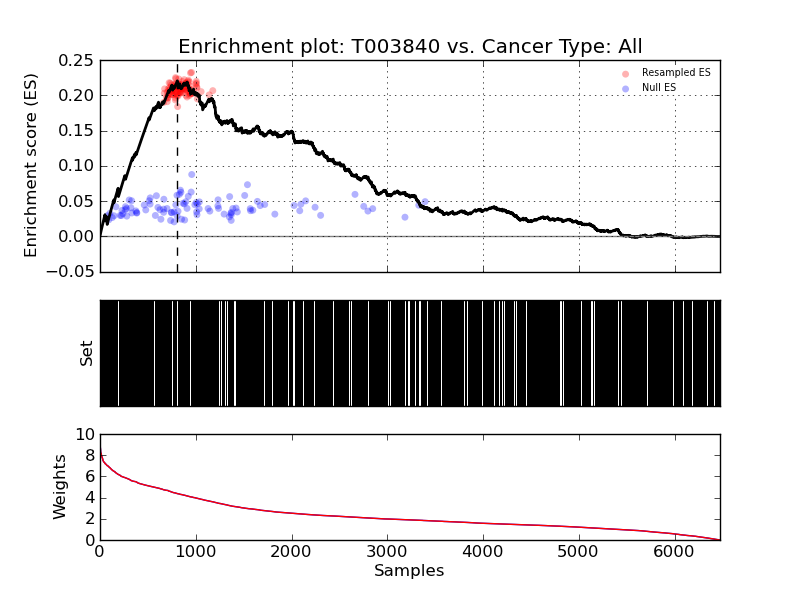 Enrichment plot: T003840 vs. Cancer Type: All
0.25
0.20
0.15
0.10
0.05
0.00
−0.05
Enrichment score (ES)
Resampled ES
Null ES
Set
10
8
6
4
2
0
Weights
0 1000 2000 3000 4000 5000 6000
Samples